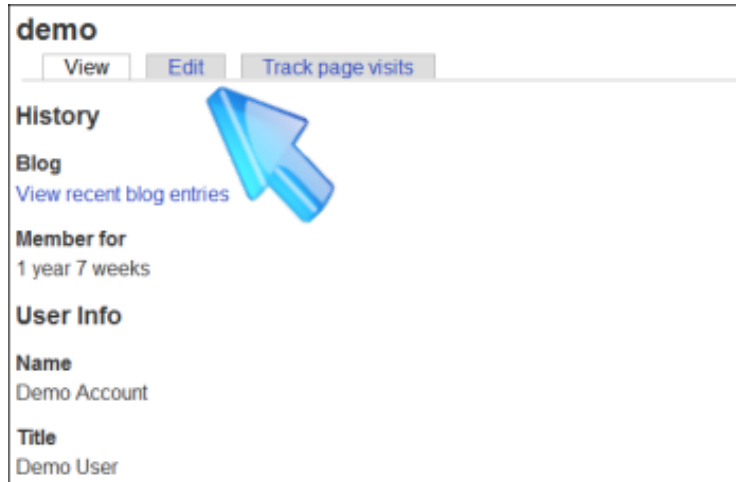 demo
View Edit Track page visits
History
Blog
View recent blog entries
Member for
1 year 7 weeks
User Info
Name
Demo Account
Title
Demo User